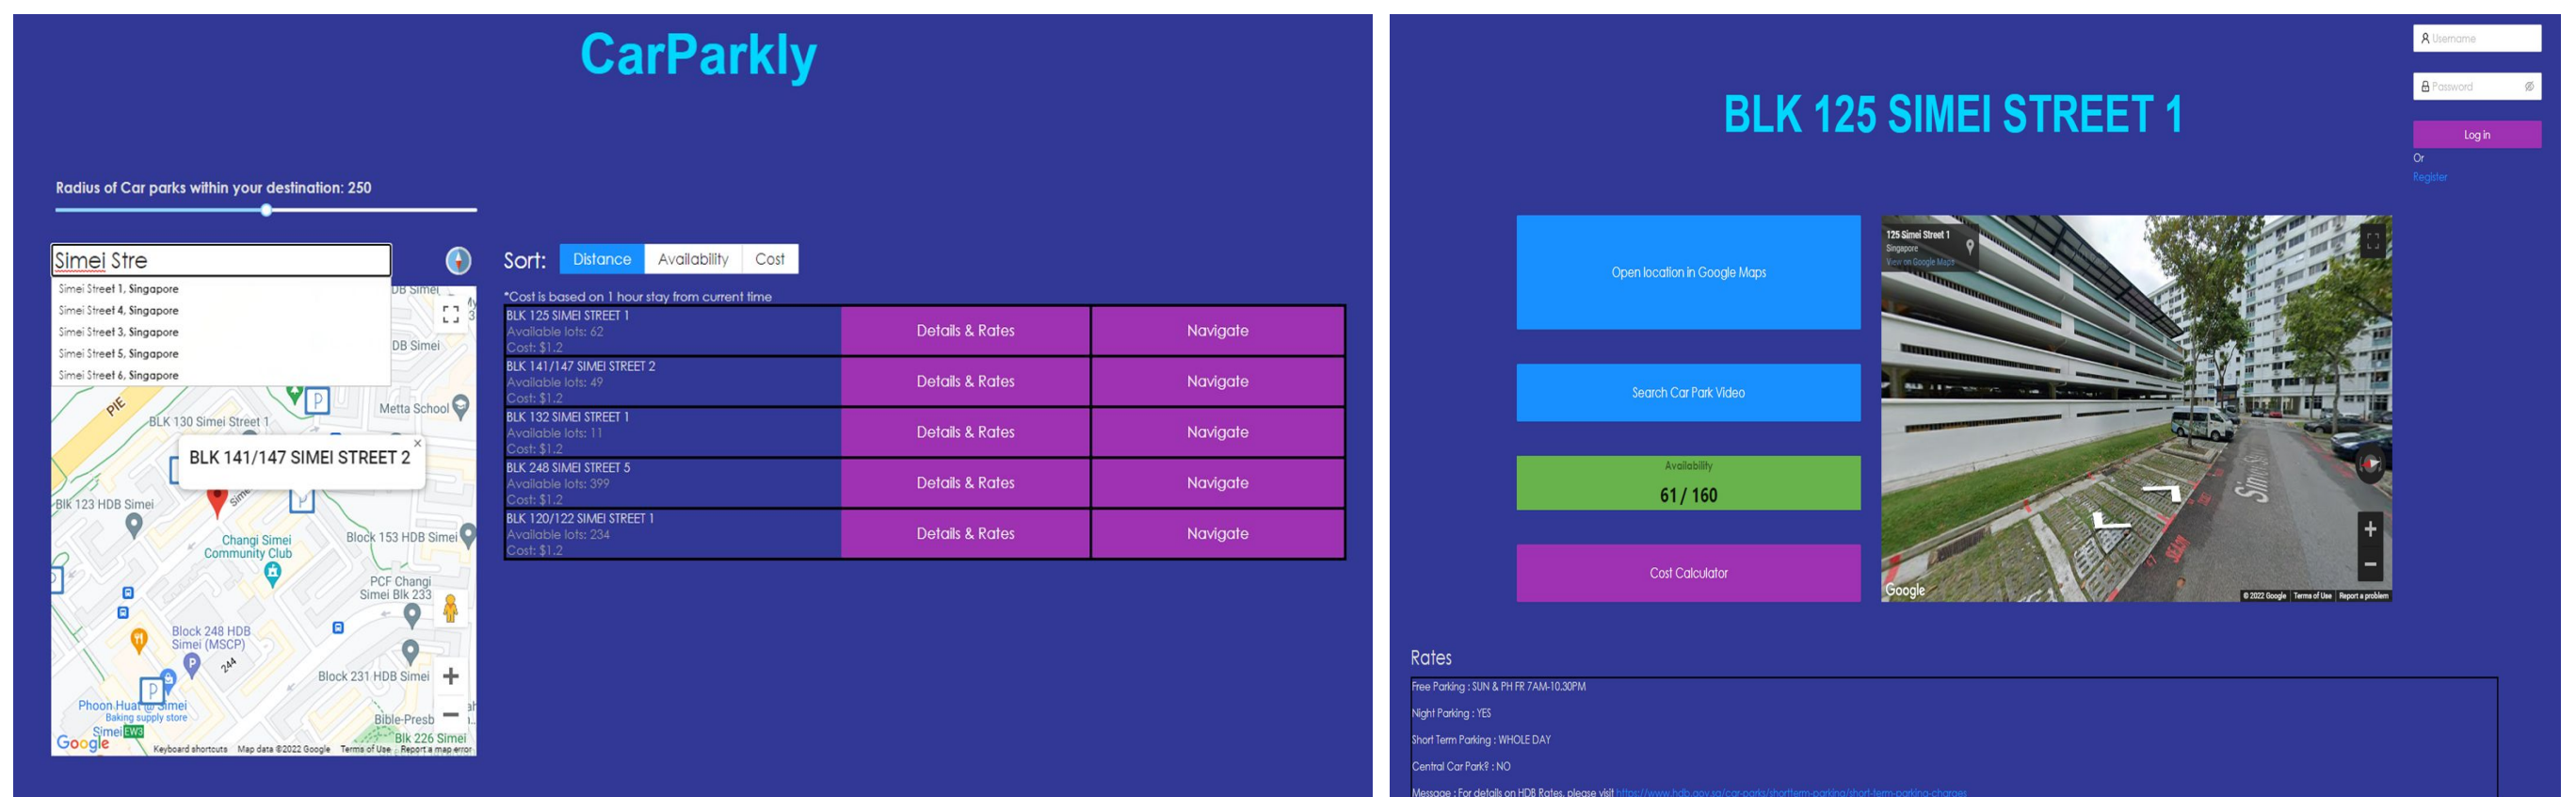 CarParkly
Radius of Car parks within your destination: 250
Simei Stre
Simei Street 1, Singapore
Simei Street 4, Singapore
Simei Street 3, Singapore
Simei Street 5, Singapore
Simei Street 6, Singapore
DB Simei
DB Simei
PIE
P
Metta School
BLK 130 Simei Street 1
BLK 141/147 SIMEI STREET 2
×
Blk 123 HDB Simei
Changi Simei
Community Club
Block 153 HDB Simei
PCF Changi
Simei Blk 233
Block 248 HDB
Simei (MSCP)
P
244
P
Block 231 HDB Simei
+
Phoon Huat @ Simei
Baking supply store
Simei EW3
Bible-Presb
Blk 226 Simei
Google
Keyboard shortcuts Map data ©2022 Google Terms of Use Report a map error
Sort: Distance Availability Cost
*Cost is based on 1 hour stay from current time
BLK 125 SIMEI STREET 1
Available lots: 62
Cost: $1.2
Details & Rates Navigate
BLK 141/147 SIMEI STREET 2
Available lots: 49
Cost: $1.2
Details & Rates Navigate
BLK 132 SIMEI STREET 1
Available lots: 11
Cost: $1.2
Details & Rates Navigate
BLK 248 SIMEI STREET 5
Available lots: 399
Cost: $1.2
Details & Rates Navigate
BLK 120/122 SIMEI STREET 1
Available lots: 234
Cost: $1.2
Details & Rates Navigate
Username
Password
Log in
Or
Register
BLK 125 SIMEI STREET 1
Open location in Google Maps
Search Car Park Video
Availability
61 / 160
Cost Calculator
125 Simei Street 1
Singapore
View on Google Maps
Google
© 2022 Google Terms of Use Report a problem
Rates
Free Parking : SUN & PH FR 7AM-10.30PM
Night Parking : YES
Short Term Parking : WHOLE DAY
Central Car Park? : NO
Message : For details on HDB Rates, please visit https://www.hdb.gov.sg/car-parks/shortterm-parking/short-term-parking-charges